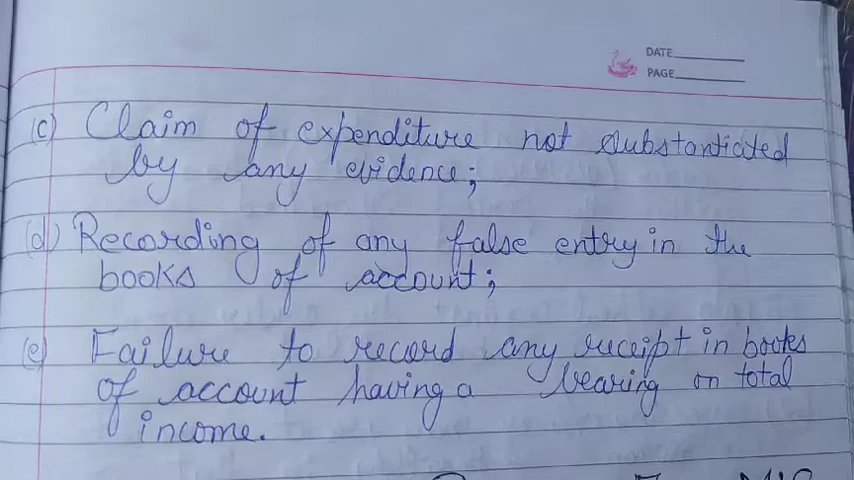 DATE
PAGE
(c) Claim of expenditure not substantiated
by any evidence;
(d) Recording of any false entry in the
books of account;
(e) Failure to record any receipt in books
of account having a bearing on total
income.